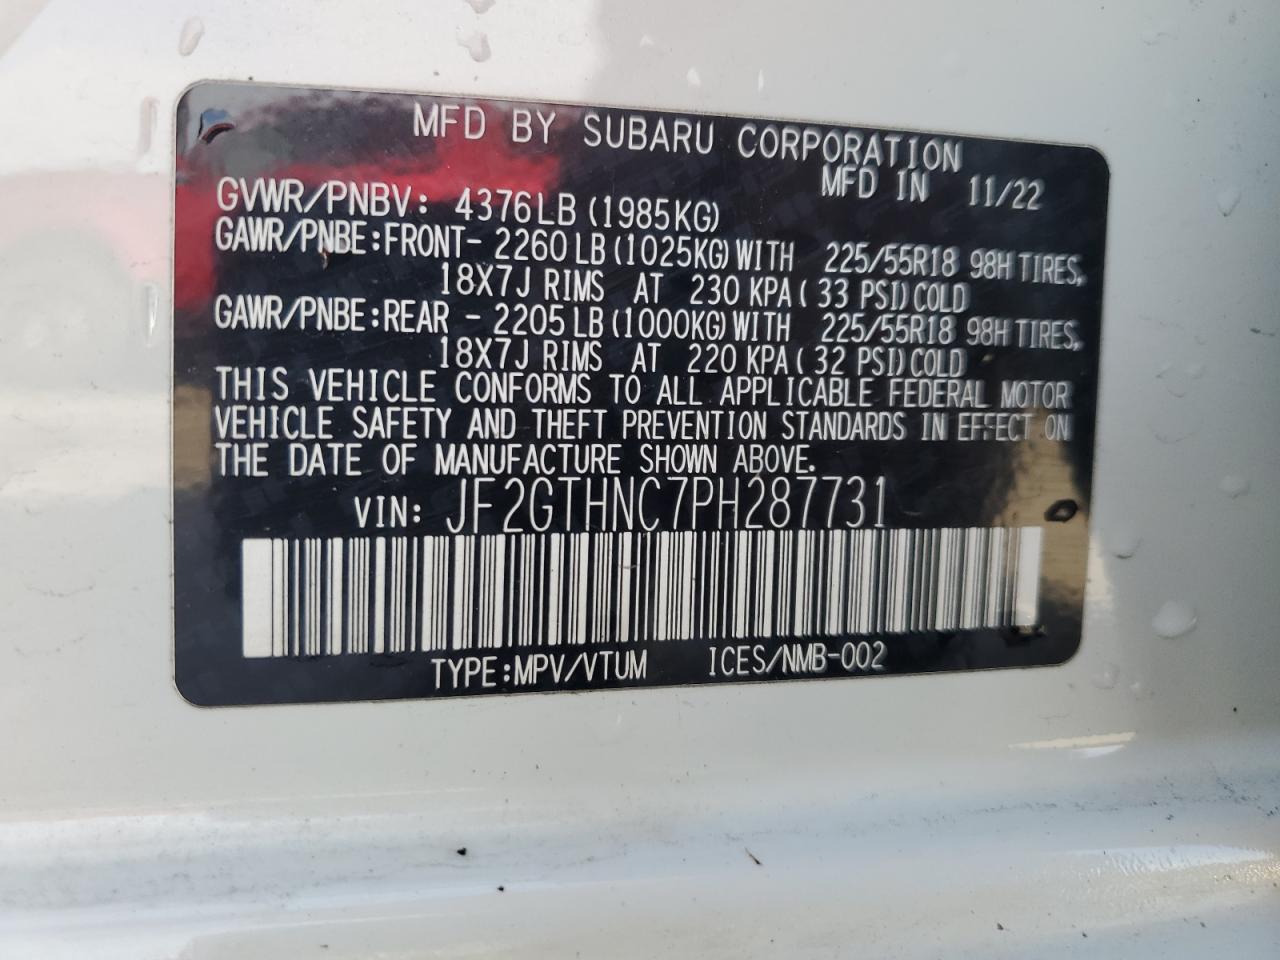 MFD BY SUBARU CORPORATION
MFD IN 11/22
GVWR/PNBV: 4376LB (1985KG)
GAWR/PNBE:FRONT- 2260 LB (1025KG) WITH 225/55R18 98H TIRES,
18X7J RIMS AT 230 KPA ( 33 PSI) COLD
GAWR/PNBE:REAR - 2205 LB (1000KG) WITH 225/55R18 98H TIRES,
18X7J RIMS AT 220 KPA ( 32 PSI) COLD
THIS VEHICLE CONFORMS TO ALL APPLICABLE FEDERAL MOTOR
VEHICLE SAFETY AND THEFT PREVENTION STANDARDS IN EFFECT ON
THE DATE OF MANUFACTURE SHOWN ABOVE.
VIN: JF2GTHNC7PH287731
TYPE:MPV/VTUM ICES/NMB-002